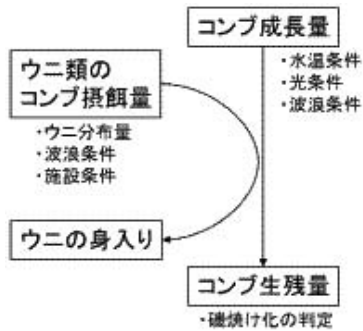 コンブ成長量
・水温条件
・光条件
・波浪条件
ウニ類の
コンブ摂餌量
・ウニ分布量
・波浪条件
・施設条件
ウニの身入り
コンブ生残量
・磯焼け化の判定